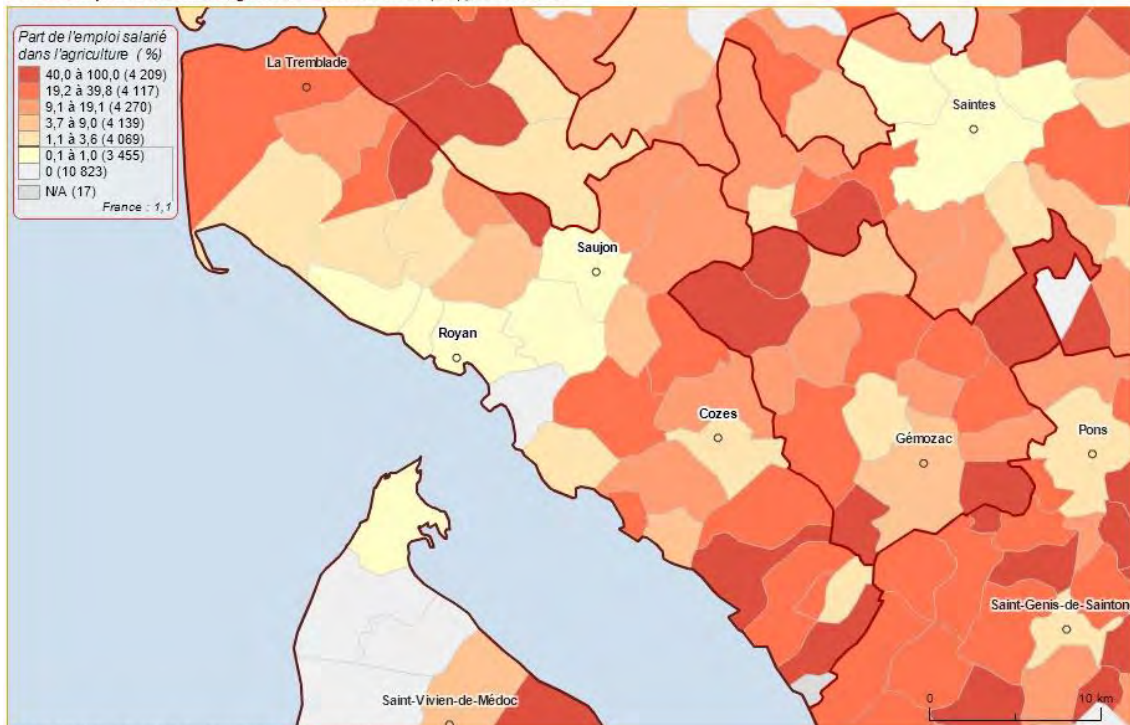 Part de l'emploi salarié
dans l'agriculture ( %)
40,0 à 100,0 (4 209)
19,2 à 39,8 (4 117)
9,1 à 19,1 (4 270)
3,7 à 9,0 (4 139)
1,1 à 3,6 (4 069)
0,1 à 1,0 (3 455)
0 (10 823)
N/A (17)
France : 1,1
La Tremblade
Saintes
Saujon
Royan
Cozes
Gémozac
Pons
Saint-Genis-de-Sainton
Saint-Vivien-de-Médoc
0 10 km